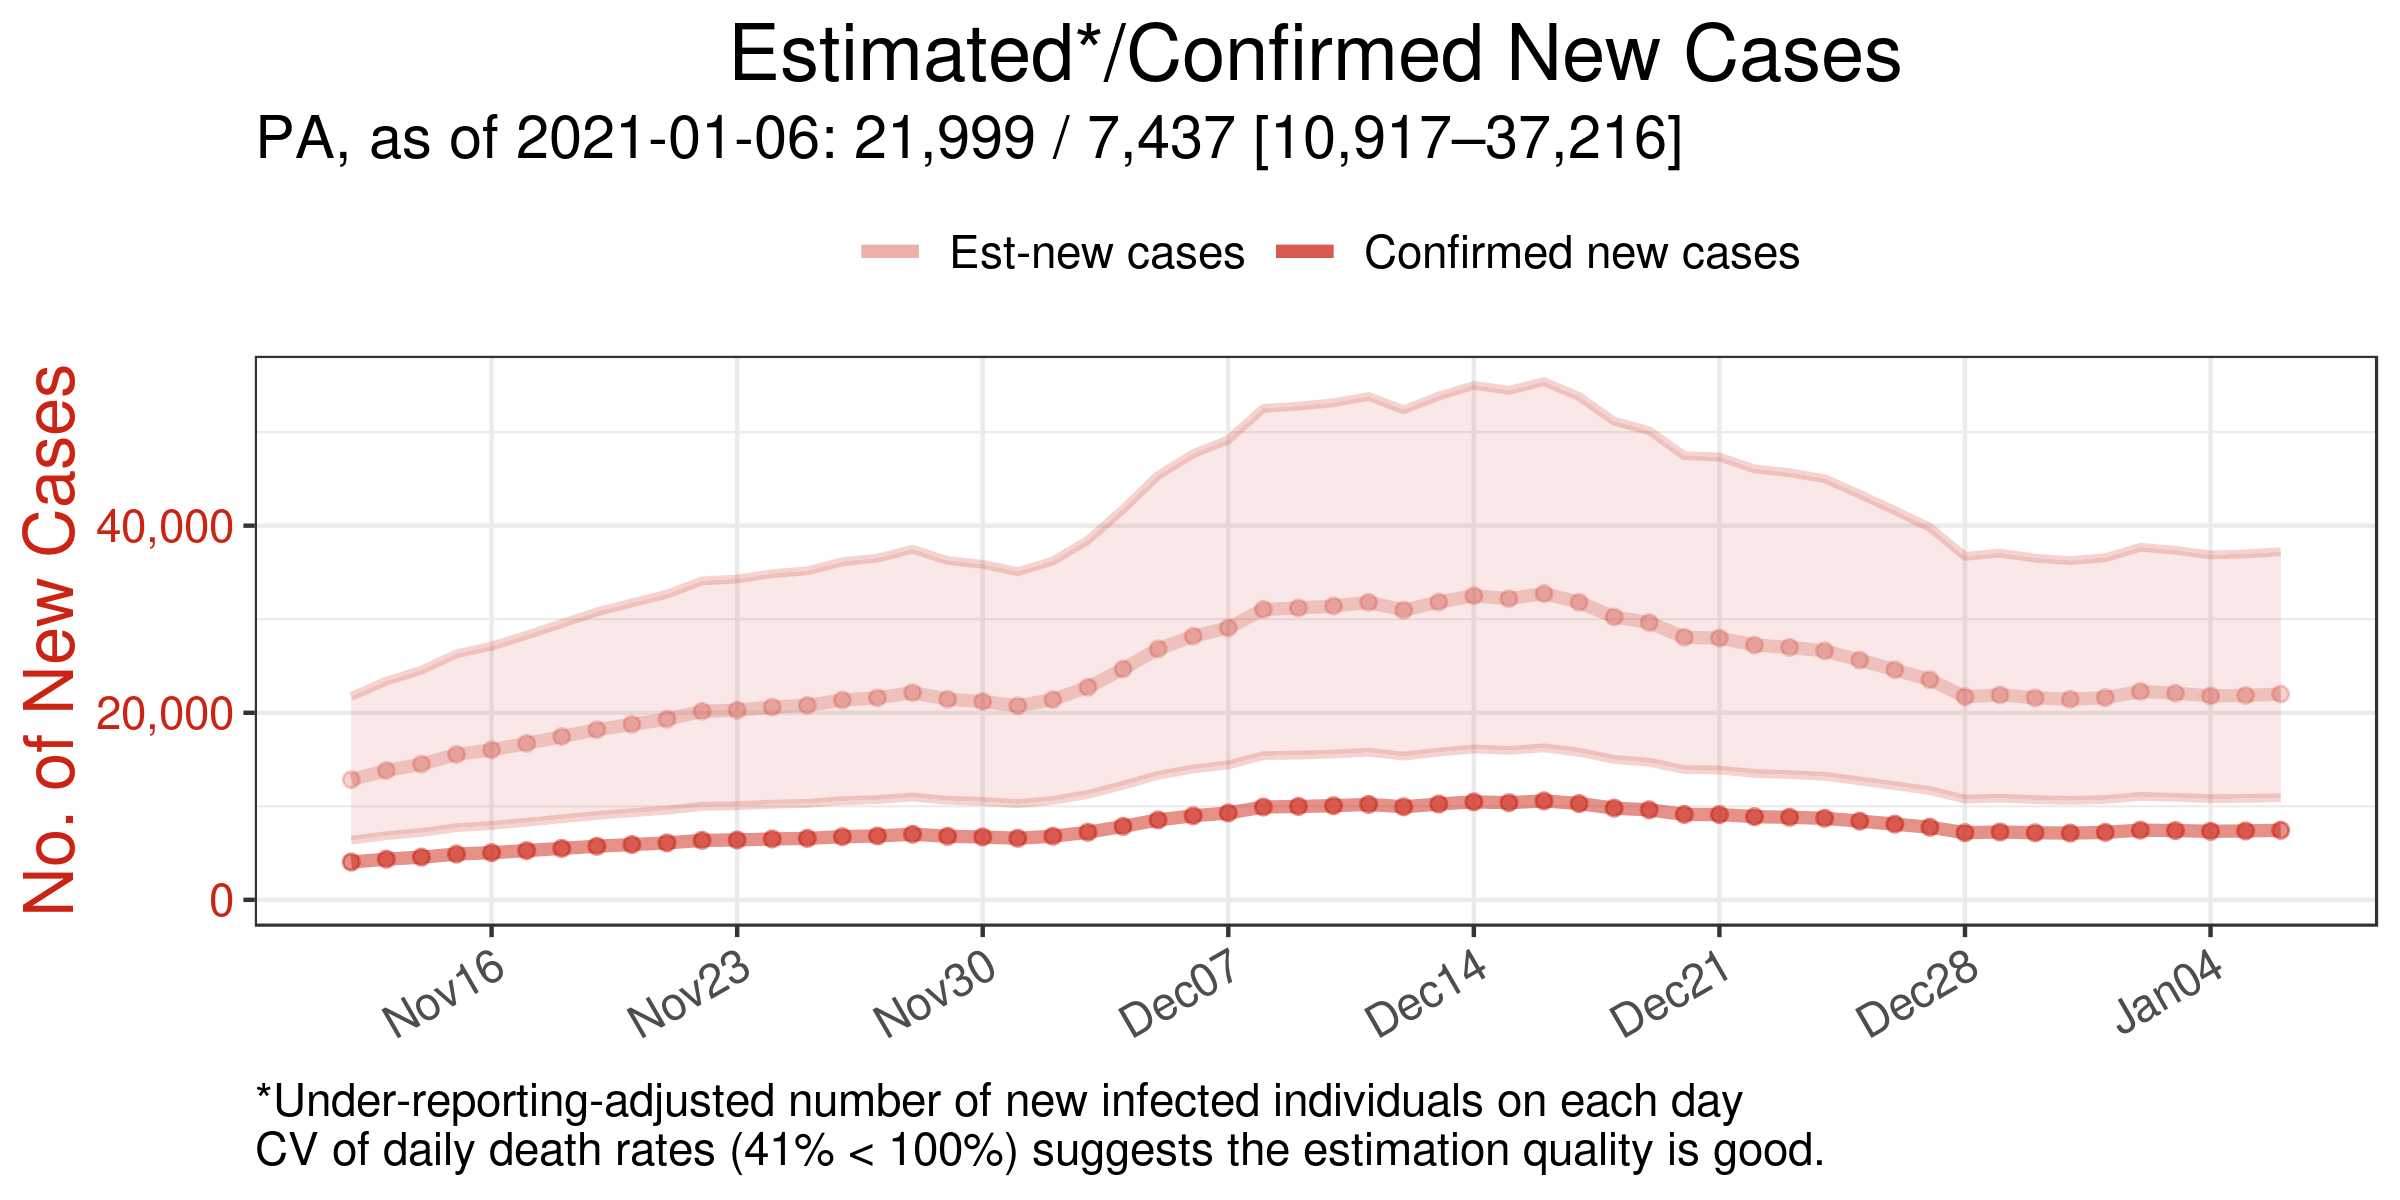 Estimated*/Confirmed New Cases
PA, as of 2021-01-06: 21,999 / 7,437 [10,917–37,216]
Est-new cases Confirmed new cases
No. of New Cases
40,000
20,000
0
Nov16 Nov23 Nov30 Dec07 Dec14 Dec21 Dec28 Jan04
*Under-reporting-adjusted number of new infected individuals on each day
CV of daily death rates (41% < 100%) suggests the estimation quality is good.